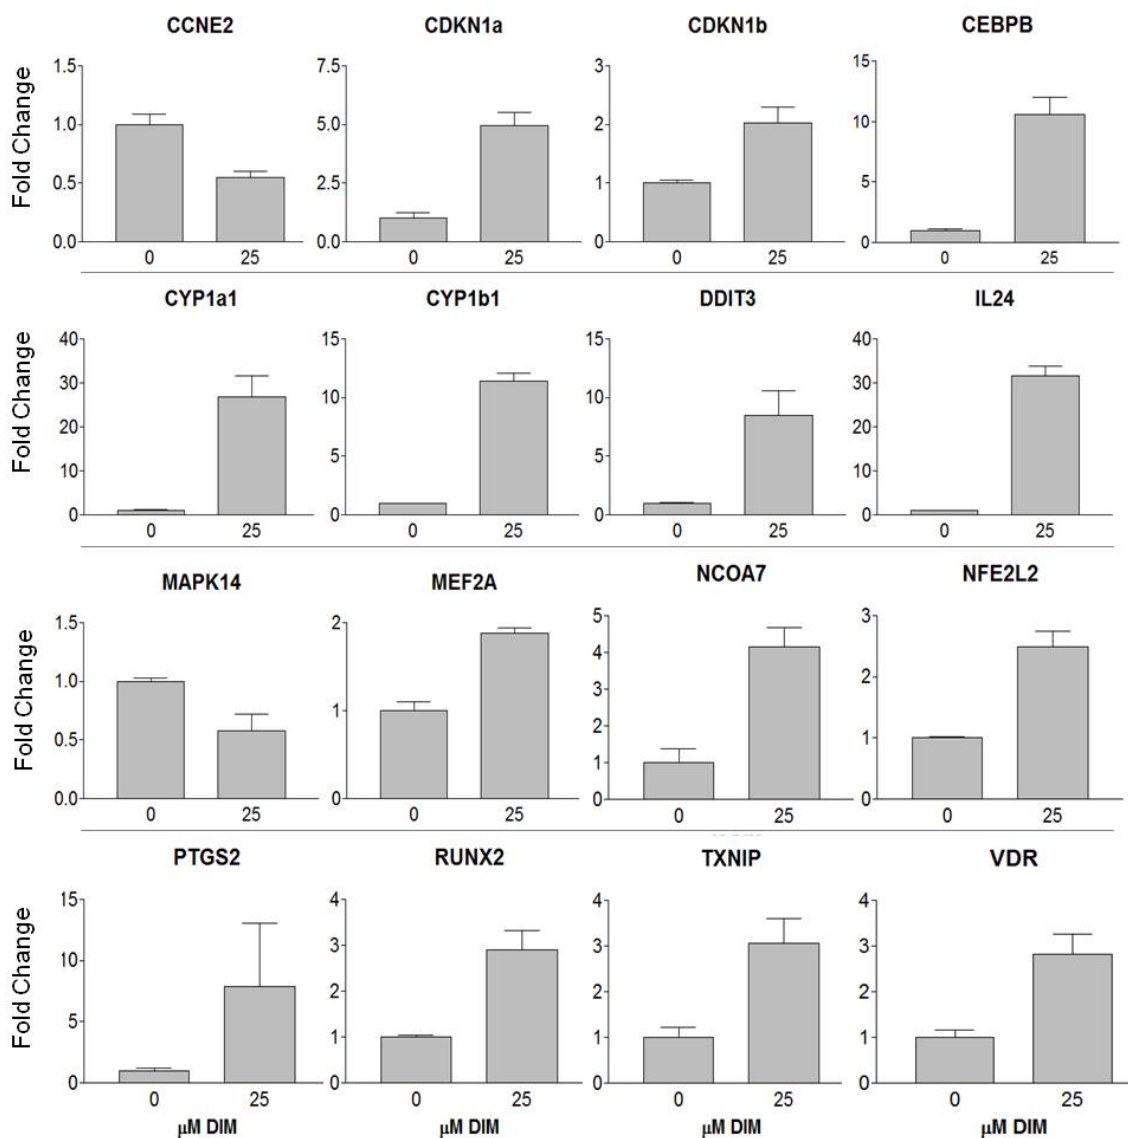 CCNE2 CDKN1a CDKN1b CEBPB
Fold Change
1.5 1.0 0.5 0.0
0 25
7.5 5.0 2.5 0.0
0 25
3 2 1 0
0 25
15 10 5 0
0 25
CYP1a1 CYP1b1 DDIT3 IL24
Fold Change
40 30 20 10 0
0 25
15 10 5 0
0 25
15 10 5 0
0 25
40 30 20 10 0
0 25
MAPK14 MEF2A NCOA7 NFE2L2
Fold Change
1.5 1.0 0.5 0.0
0 25
2 1 0
0 25
5 4 3 2 1 0
0 25
3 2 1 0
0 25
PTGS2 RUNX2 TXNIP VDR
Fold Change
15 10 5 0
0 25
μM DIM
4 3 2 1 0
0 25
μM DIM
4 3 2 1 0
0 25
μM DIM
4 3 2 1 0
0 25
μM DIM